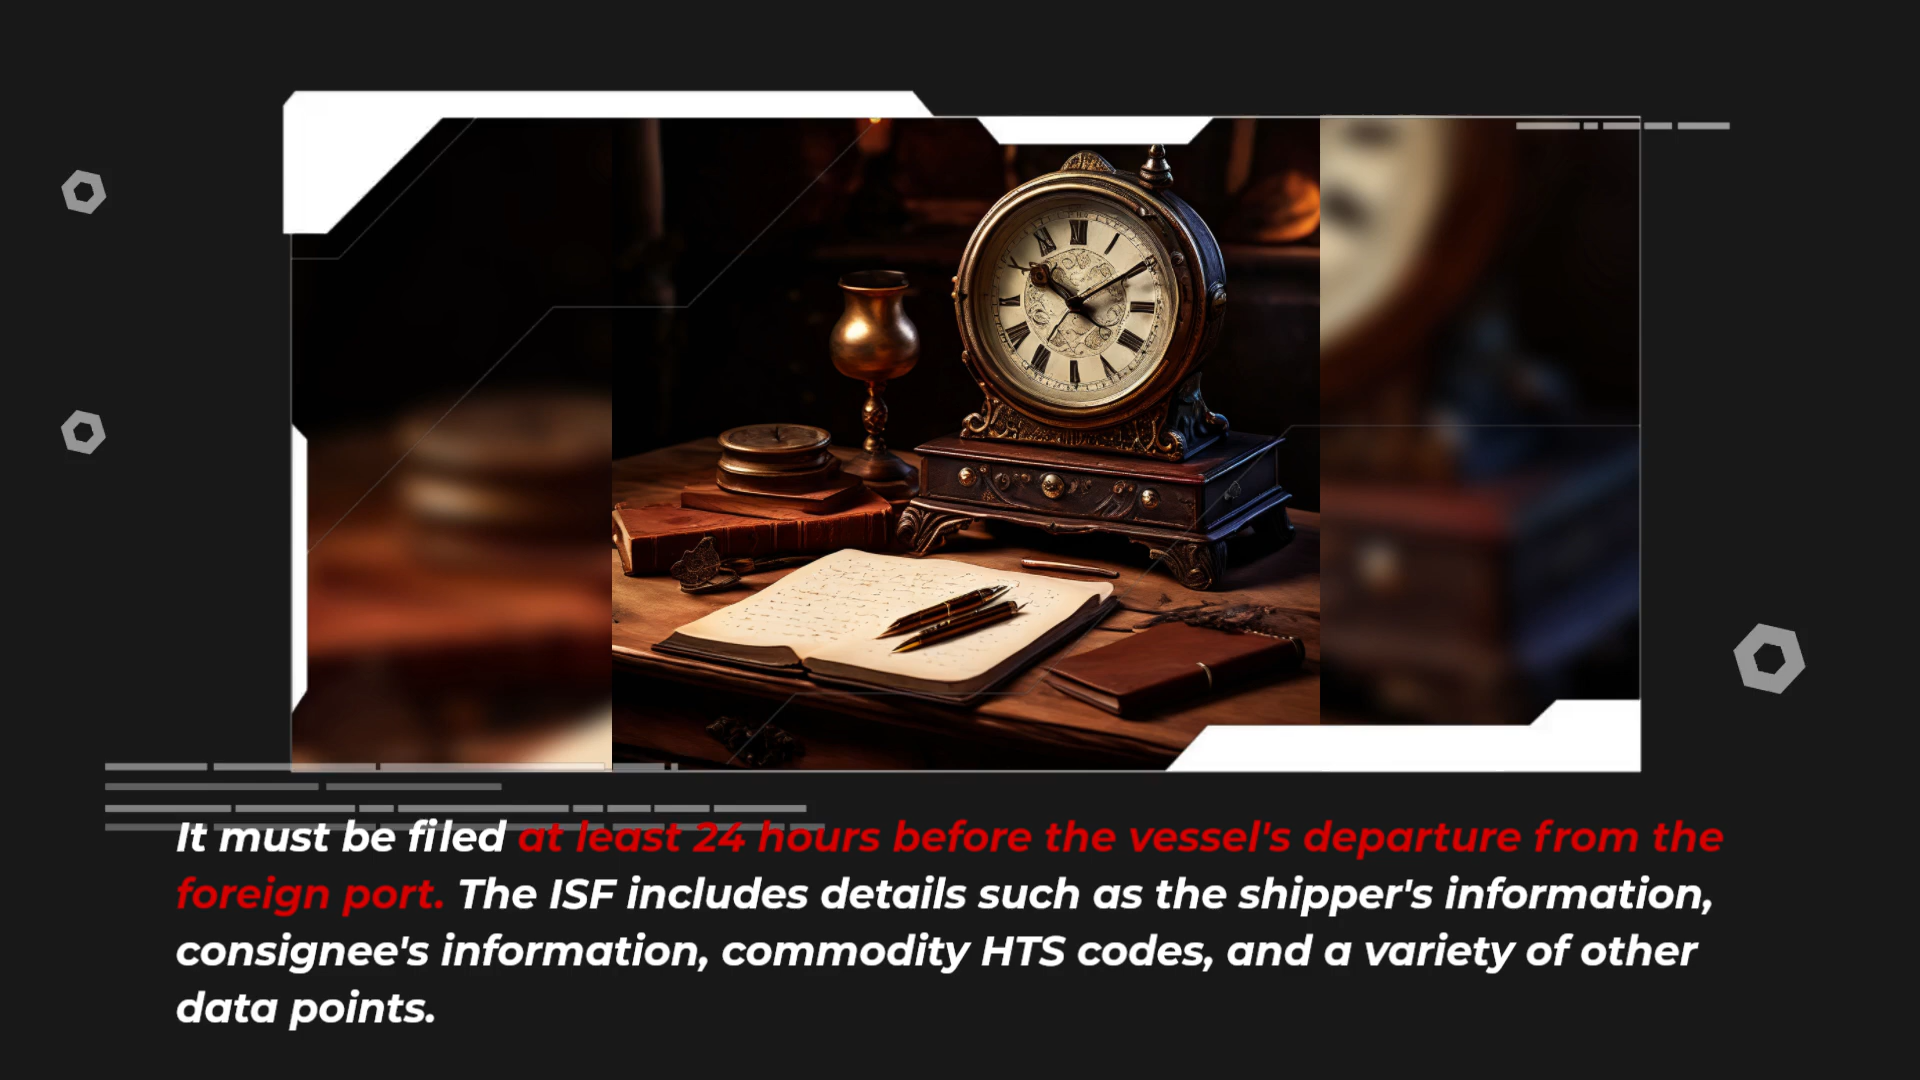 It must be filed at least 24 hours before the vessel's departure from the
foreign port. The ISF includes details such as the shipper's information,
consignee's information, commodity HTS codes, and a variety of other
data points.